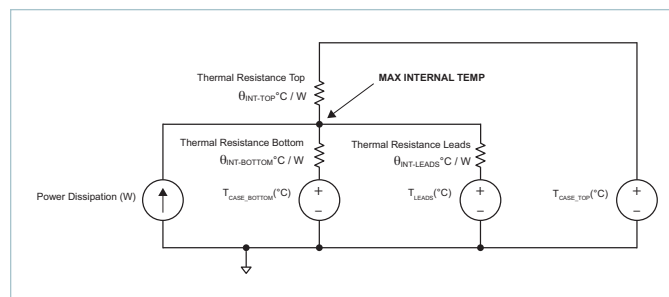 Thermal Resistance Top
θINT-TOP°C / W
MAX INTERNAL TEMP
Thermal Resistance Bottom
θINT-BOTTOM°C / W
Thermal Resistance Leads
θINT-LEADS°C / W
Power Dissipation (W)
TCASE_BOTTOM(°C)
+
–
TLEADS(°C)
+
–
TCASE_TOP(°C)
+
–